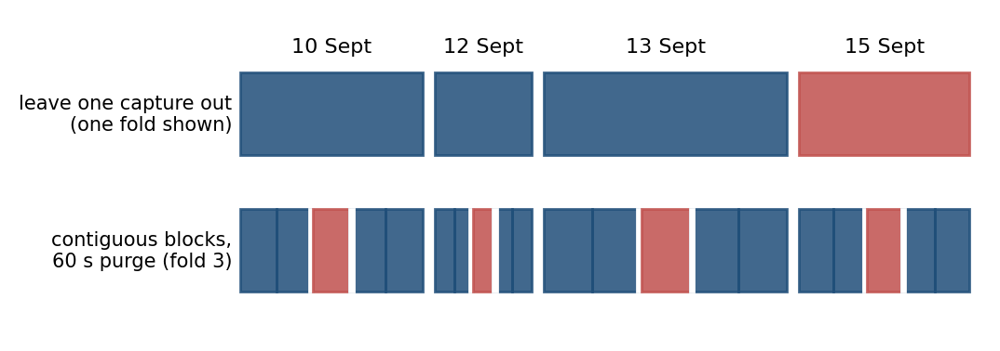 10 Sept
12 Sept
13 Sept
15 Sept
leave one capture out
(one fold shown)
contiguous blocks,
60 s purge (fold 3)